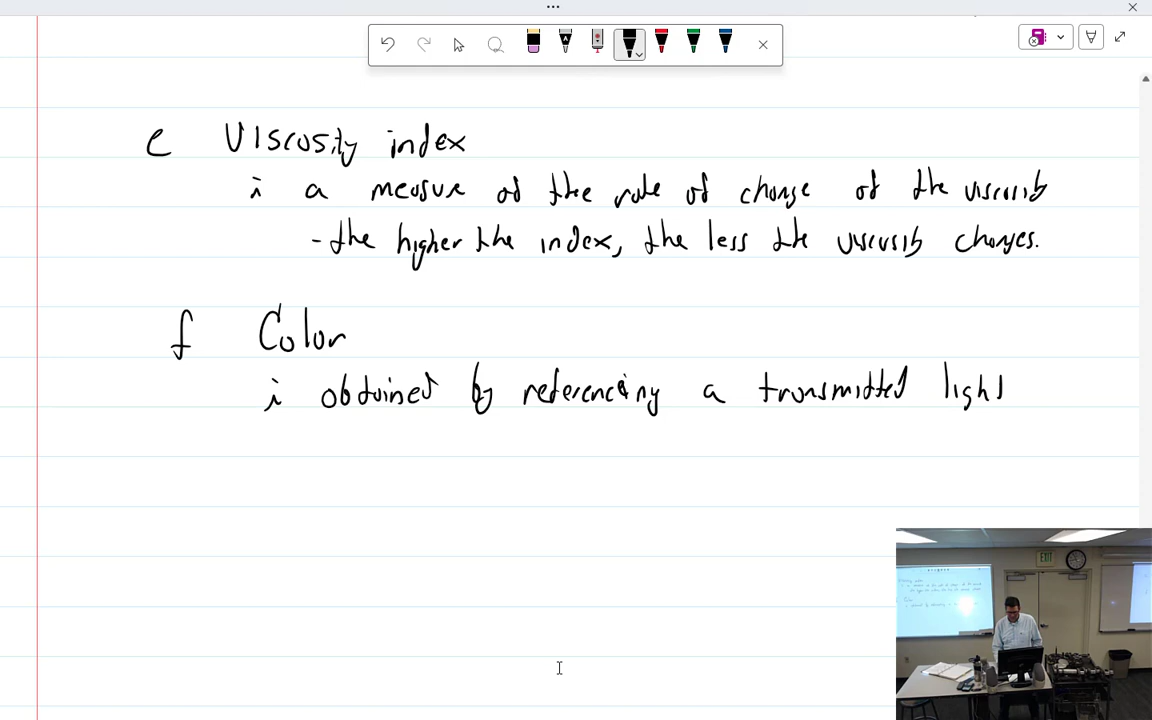 e Viscosity index
i a measure of the rate of change of the viscosity
- the higher the index, the less the viscosity changes.
f Color
i obtained by referencing a transmitted light
EXIT